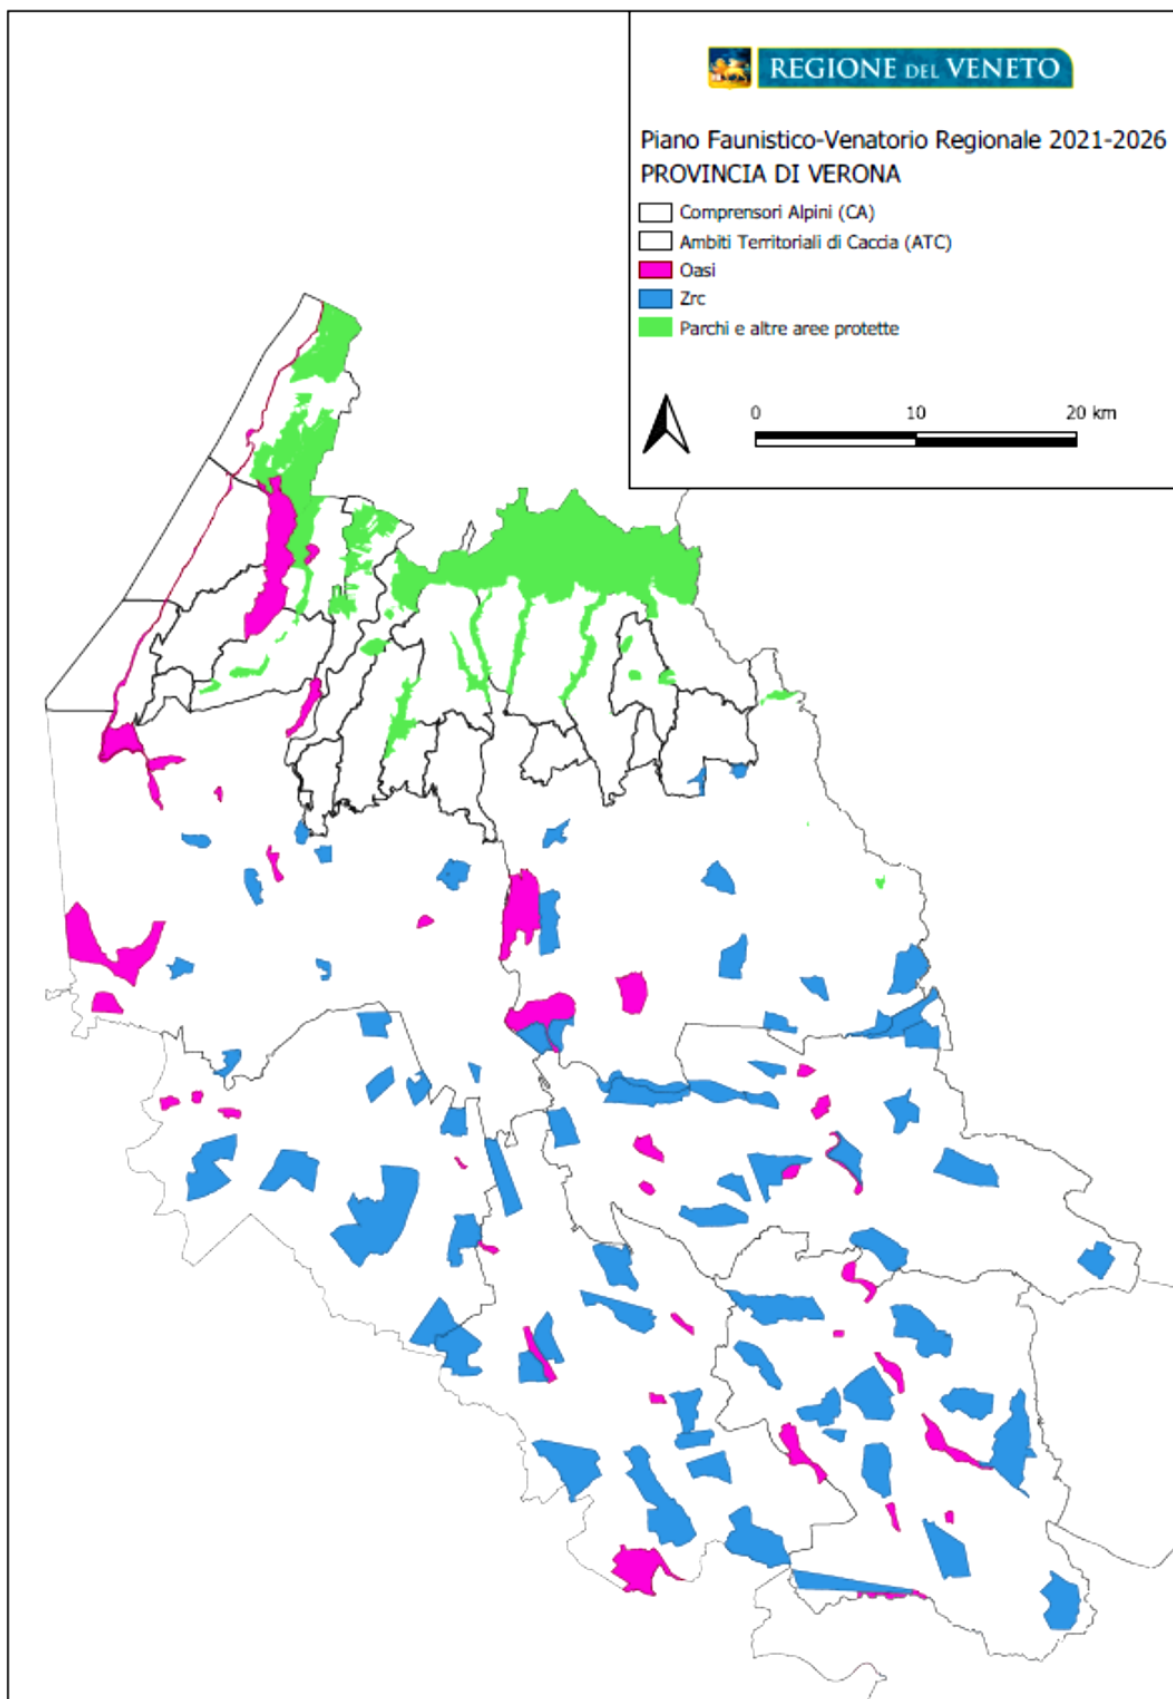 REGIONE DEL VENETO
Piano Faunistico-Venatorio Regionale 2021-2026
PROVINCIA DI VERONA
Comprensori Alpini (CA)
Ambiti Territoriali di Caccia (ATC)
Oasi
Zrc
Parchi e altre aree protette
0 10 20 km